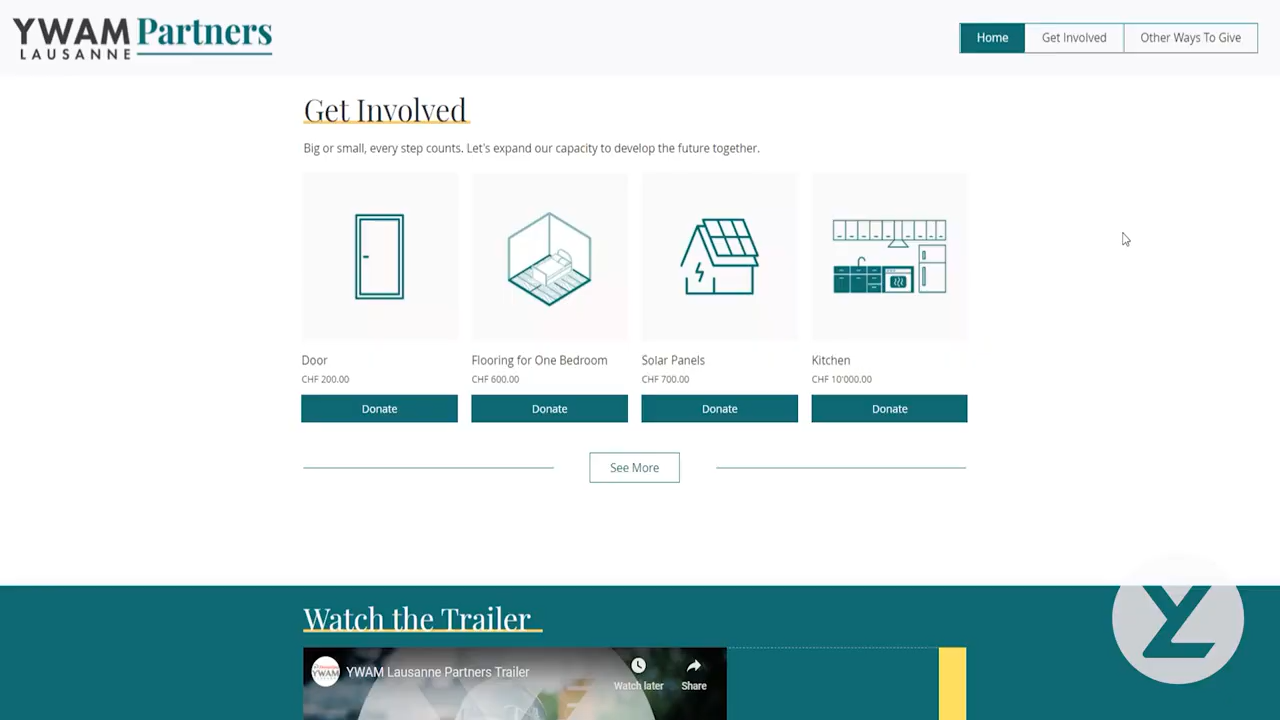 YWAM Partners
LAUSANNE
Home
Get Involved
Other Ways To Give
Get Involved
Big or small, every step counts. Let's expand our capacity to develop the future together.
Door
CHF 200.00
Donate
Flooring for One Bedroom
CHF 600.00
Donate
Solar Panels
CHF 700.00
Donate
Kitchen
CHF 10'000.00
Donate
See More
Watch the Trailer
YWAM
YWAM Lausanne Partners Trailer
Watch later
Share
YL